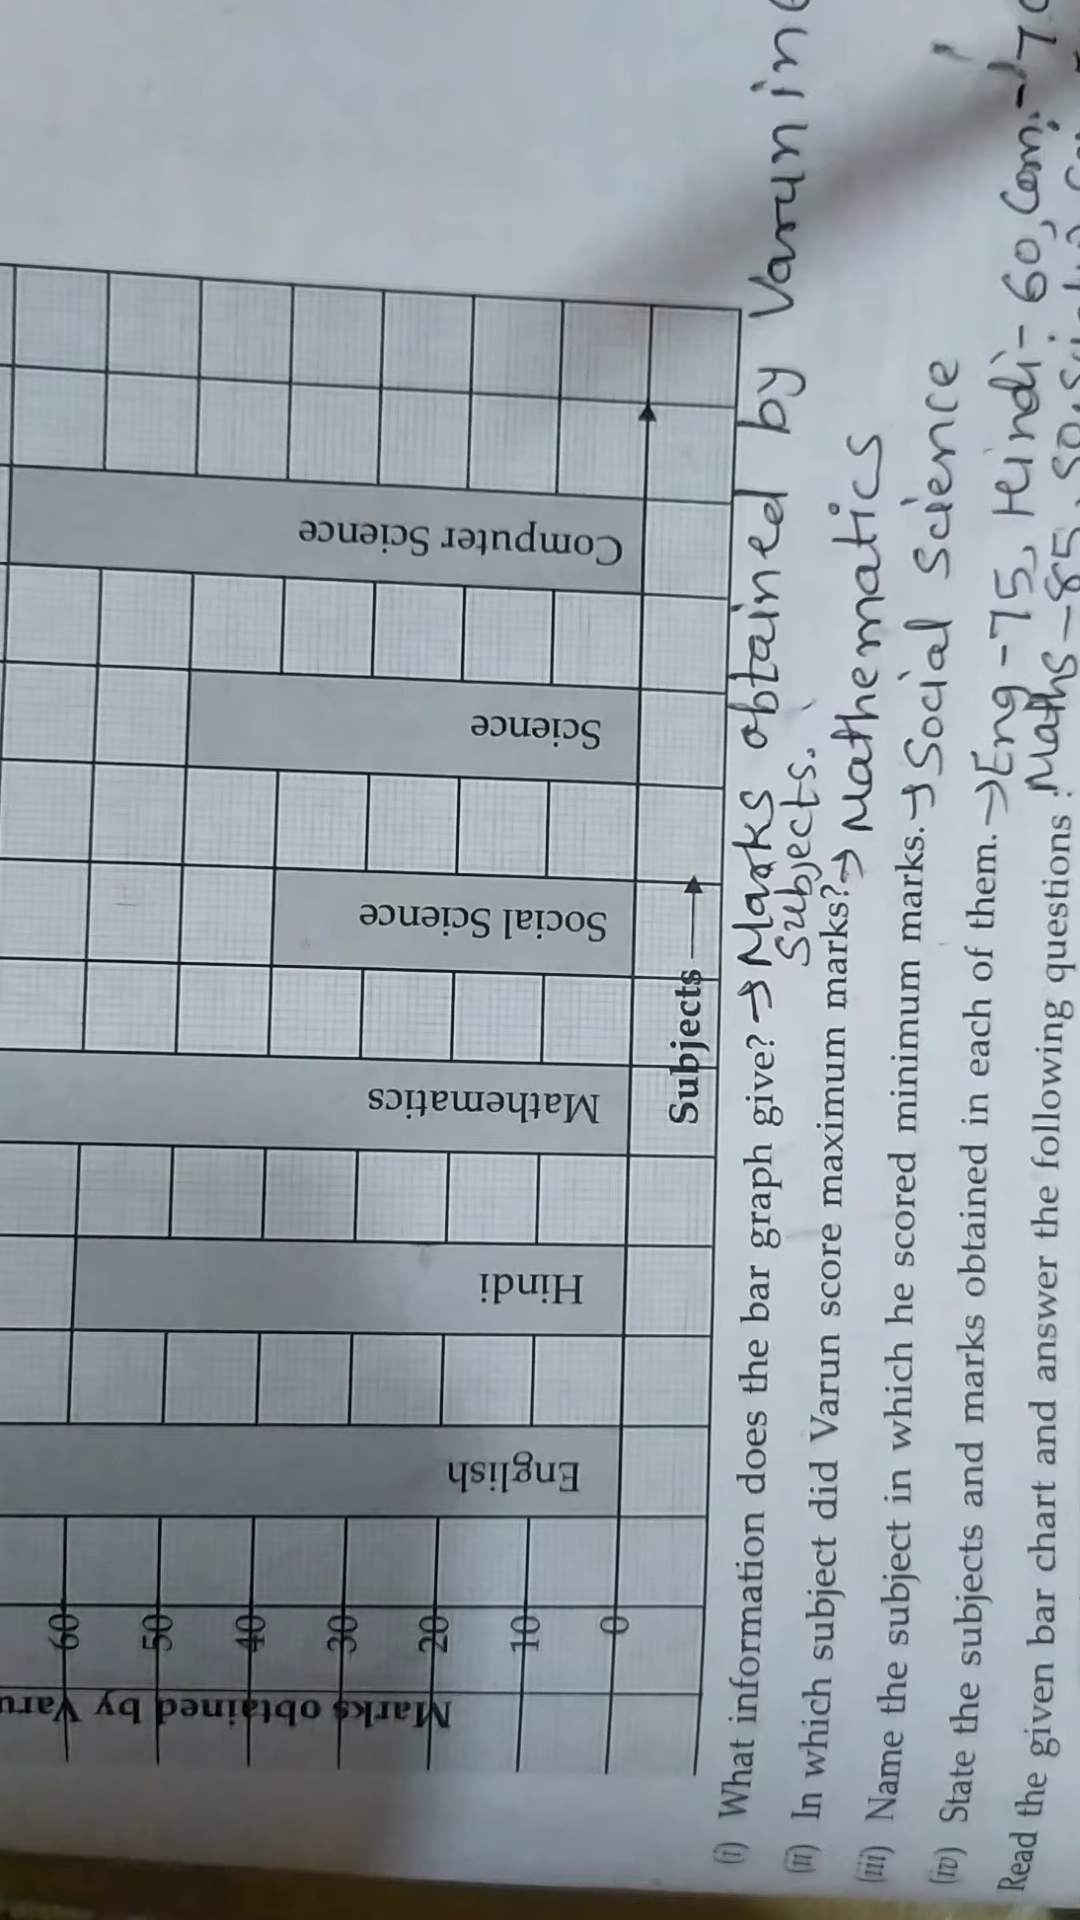 Marks obtained by
60
50
40
30
20
10
0
English
Hindi
Mathematics
Social Science
Science
Computer Science
Subjects
(i) What information does the bar graph give? → Marks obtained by Varun in
Subjects.
(ii) In which subject did Varun score maximum marks? → Mathematics
(iii) Name the subject in which he scored minimum marks. → Social Science
(iv) State the subjects and marks obtained in each of them. → Eng - 75, Hindi - 60, Com. -
Maths - 85,
Read the given bar chart and answer the following questions :